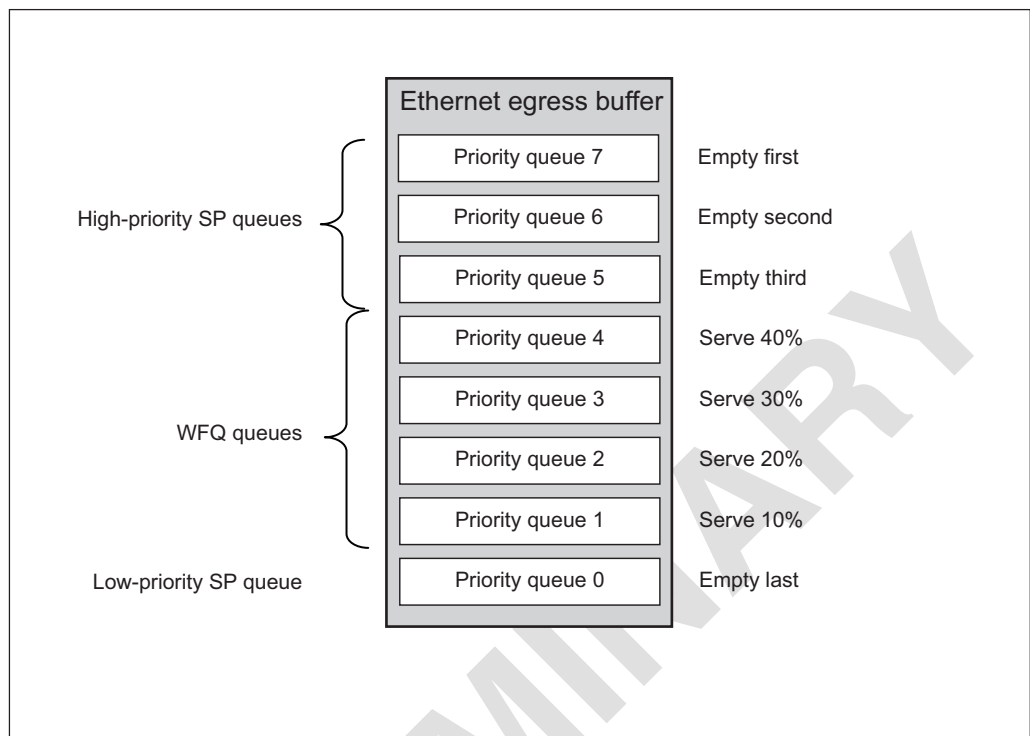 Ethernet egress buffer
Priority queue 7 Empty first
High-priority SP queues Priority queue 6 Empty second
Priority queue 5 Empty third
Priority queue 4 Serve 40%
Priority queue 3 Serve 30%
WFQ queues
Priority queue 2 Serve 20%
Priority queue 1 Serve 10%
Low-priority SP queue Priority queue 0 Empty last
MINARY